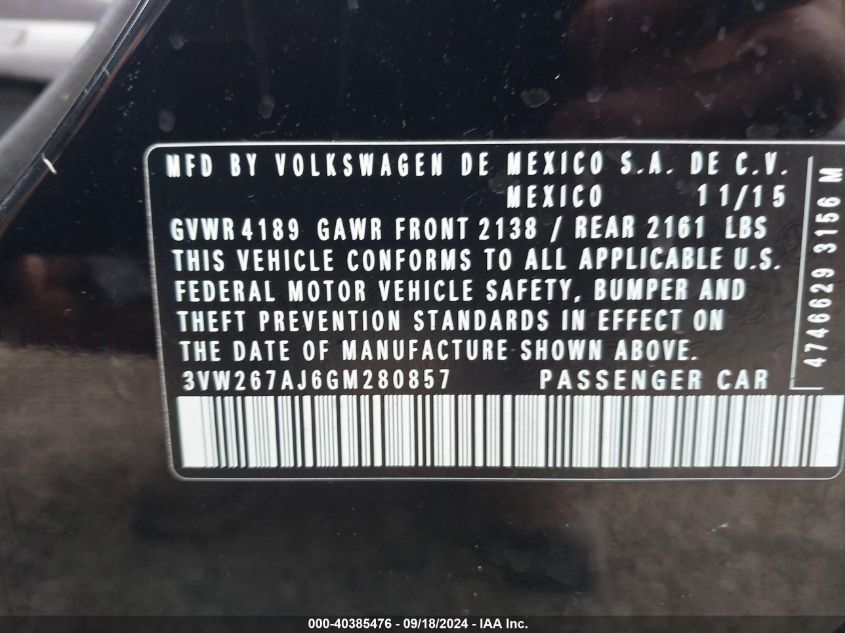 MFD BY VOLKSWAGEN DE MEXICO S.A. DE C.V.
MEXICO 11/15
GVWR 4189 GAWR FRONT 2138 / REAR 2161 LBS
THIS VEHICLE CONFORMS TO ALL APPLICABLE U.S.
FEDERAL MOTOR VEHICLE SAFETY, BUMPER AND
THEFT PREVENTION STANDARDS IN EFFECT ON
THE DATE OF MANUFACTURE SHOWN ABOVE.
3VW267AJ6GM280857 PASSENGER CAR
4746629 3156 M
000-40385476 - 09/18/2024 - IAA Inc.